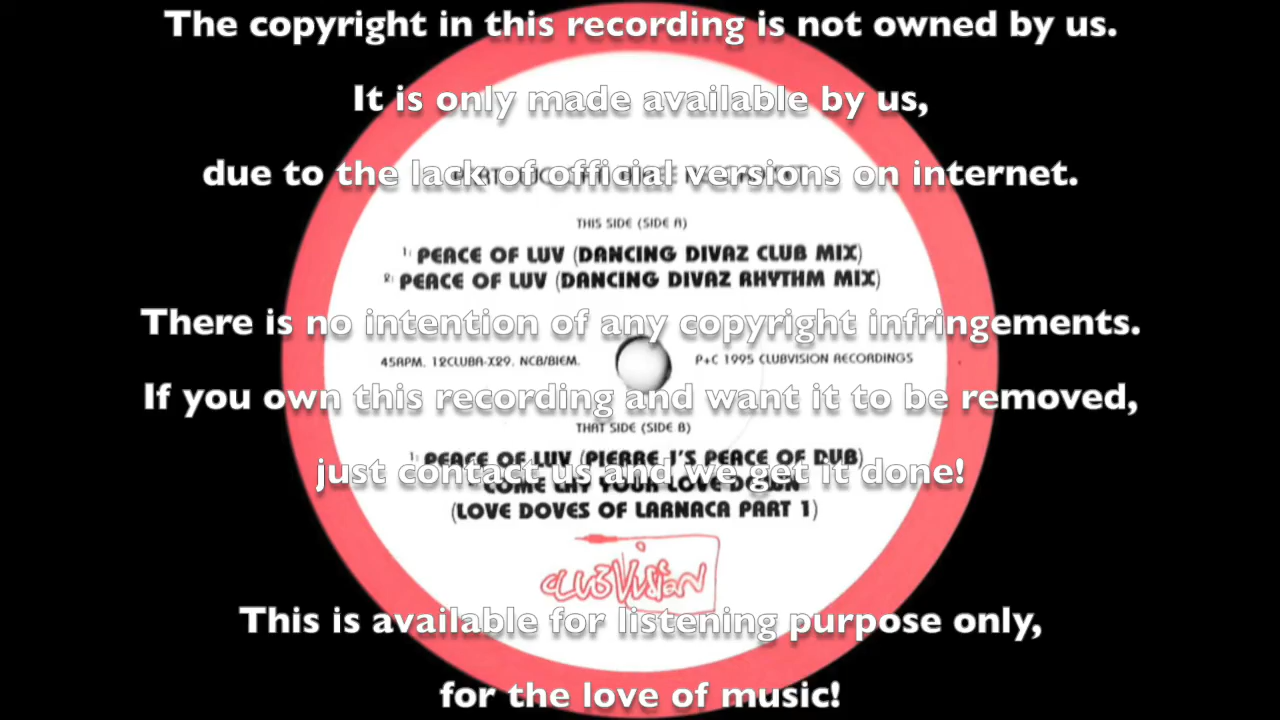 The copyright in this recording is not owned by us.
It is only made available by us,
due to the lack of official versions on internet.
THIS SIDE (SIDE A)
1: PEACE OF LUV (DANCING DIVAZ CLUB MIX)
2: PEACE OF LUV (DANCING DIVAZ RHYTHM MIX)
There is no intention of any copyright infringements.
45RPM. 12CLUBA-X29. NCB/BIEM. P+C 1995 CLUBVISION RECORDINGS
If you own this recording and want it to be removed,
THAT SIDE (SIDE B)
1: PEACE OF LUV (PIERRE J'S PEACE OF DUB)
just contact us and we get it done!
COME LAY YOUR LOVE DOWN
(LOVE DOVES OF LARNACA PART 1)
CLUBVision
This is available for listening purpose only,
for the love of music!